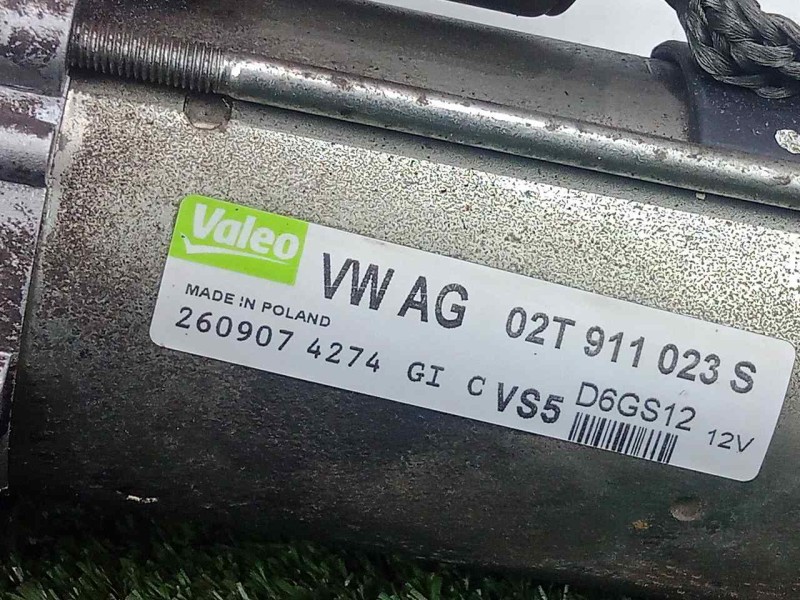 Valeo
VW AG 02T 911 023 S
MADE IN POLAND
260907 4274 GI C VS5 D6GS12 12V